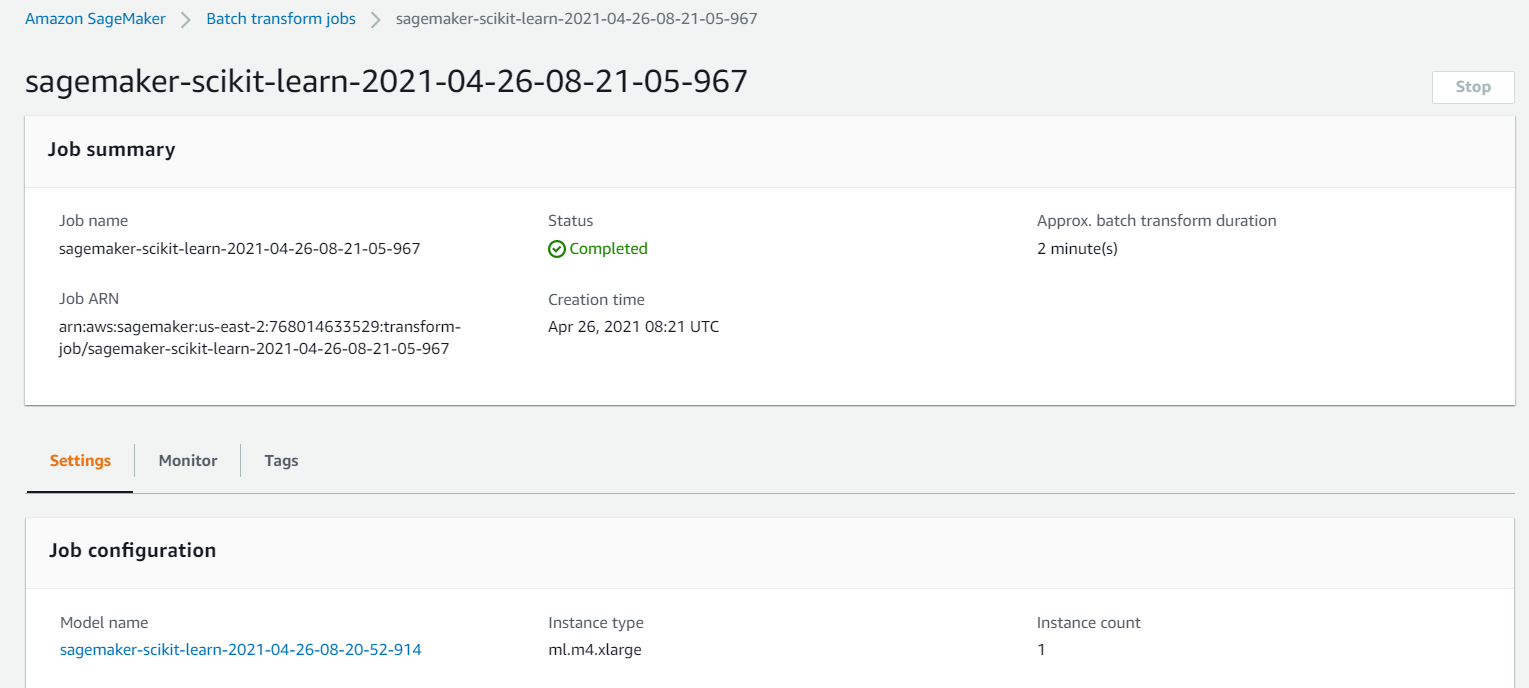 Amazon SageMaker > Batch transform jobs > sagemaker-scikit-learn-2021-04-26-08-21-05-967
sagemaker-scikit-learn-2021-04-26-08-21-05-967
Stop
Job summary
Job name
sagemaker-scikit-learn-2021-04-26-08-21-05-967
Status
Completed
Approx. batch transform duration
2 minute(s)
Job ARN
arn:aws:sagemaker:us-east-2:768014633529:transform-
job/sagemaker-scikit-learn-2021-04-26-08-21-05-967
Creation time
Apr 26, 2021 08:21 UTC
Settings
Monitor
Tags
Job configuration
Model name
sagemaker-scikit-learn-2021-04-26-08-20-52-914
Instance type
ml.m4.xlarge
Instance count
1